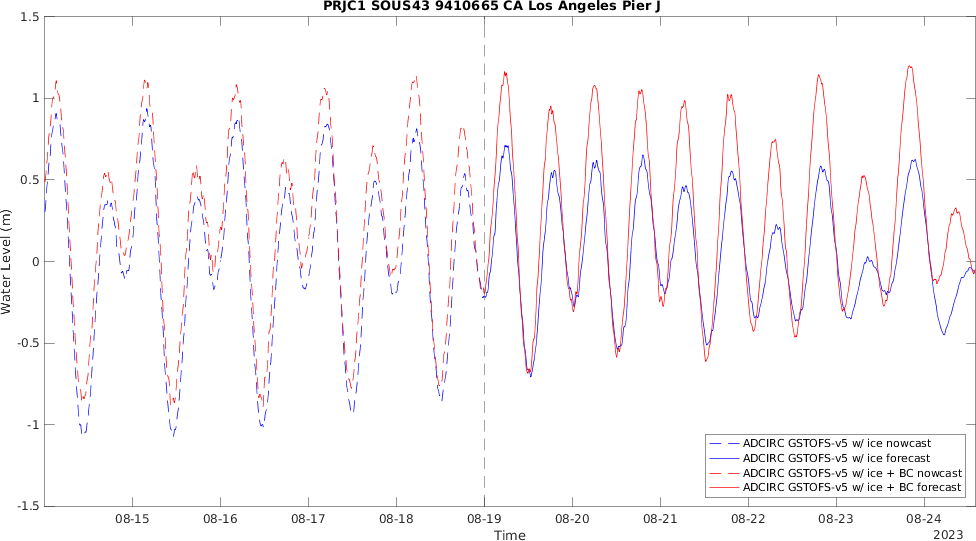 PRJC1 SOUS43 9410665 CA Los Angeles Pier J
1.5
1
0.5
0
-0.5
-1
-1.5
Water Level (m)
08-15 08-16 08-17 08-18 08-19 08-20 08-21 08-22 08-23 08-24
Time
2023
ADCIRC GSTOFS-v5 w/ ice nowcast
ADCIRC GSTOFS-v5 w/ ice forecast
ADCIRC GSTOFS-v5 w/ ice + BC nowcast
ADCIRC GSTOFS-v5 w/ ice + BC forecast